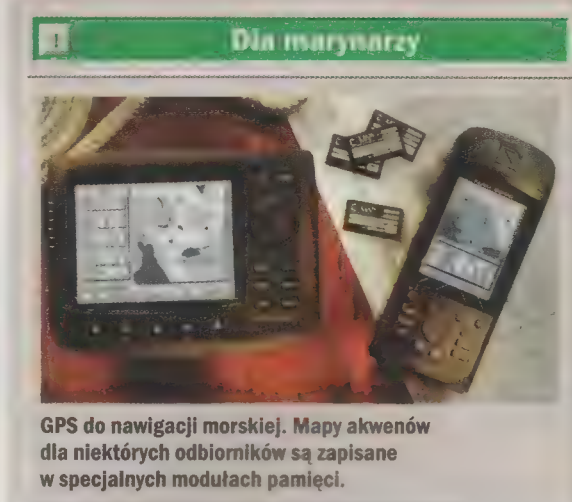 !
Dla marynarzy
GPS do nawigacji morskiej. Mapy akwenów
dla niektórych odbiorników są zapisane
w specjalnych modułach pamięci.